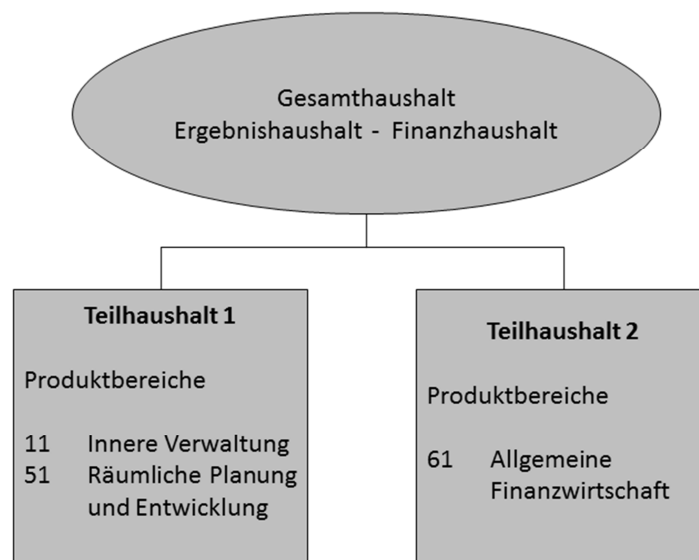 Gesamthaushalt
Ergebnishaushalt - Finanzhaushalt
Teilhaushalt 1
Produktbereiche
11 Innere Verwaltung
51 Räumliche Planung
und Entwicklung
Teilhaushalt 2
Produktbereiche
61 Allgemeine
Finanzwirtschaft